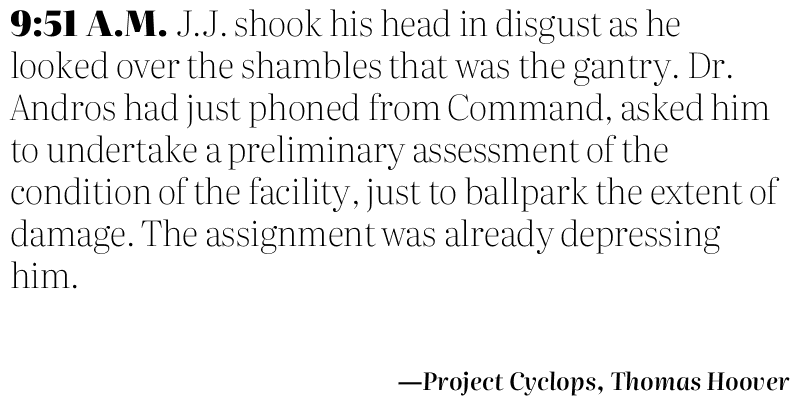 9:51 A.M. J.J. shook his head in disgust as he
looked over the shambles that was the gantry. Dr.
Andros had just phoned from Command, asked him
to undertake a preliminary assessment of the
condition of the facility, just to ballpark the extent of
damage. The assignment was already depressing
him.
—Project Cyclops, Thomas Hoover